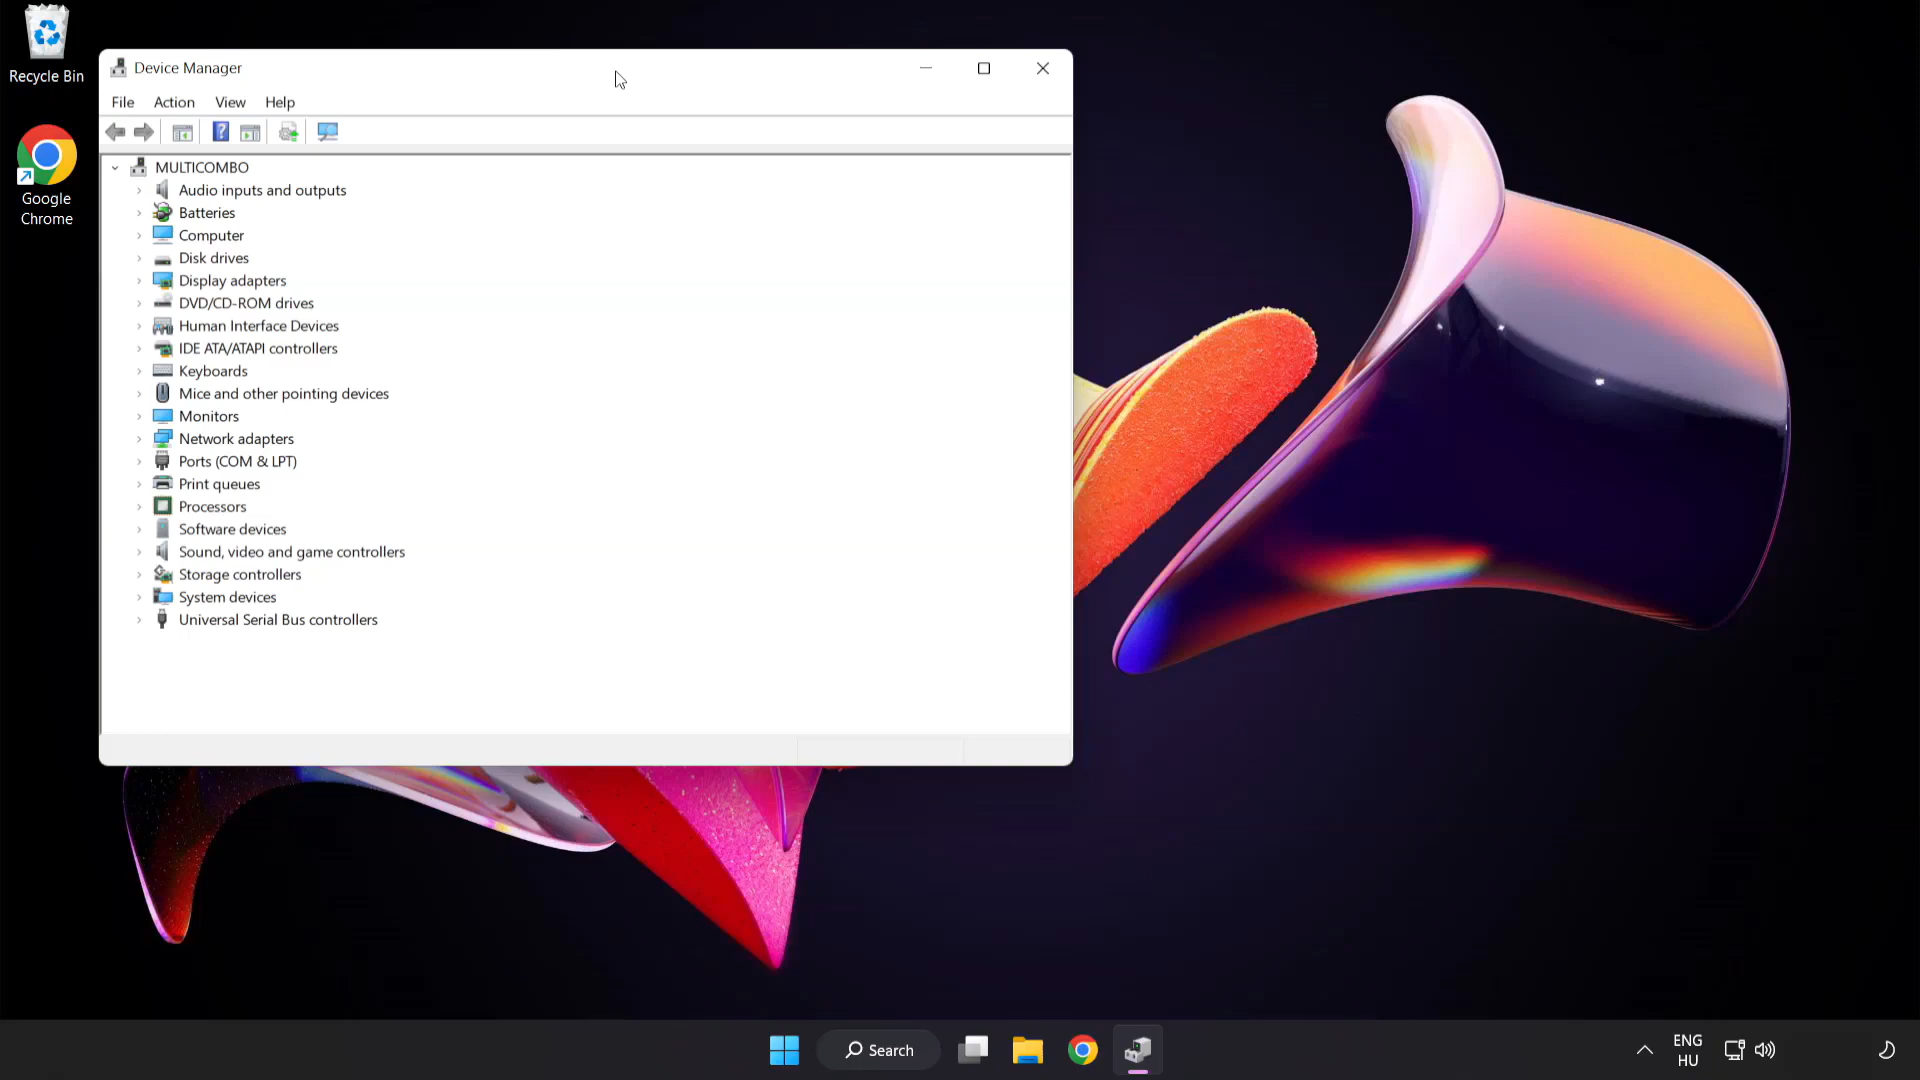 Recycle Bin
Google
Chrome
Device Manager
File Action View Help
MULTICOMBO
Audio inputs and outputs
Batteries
Computer
Disk drives
Display adapters
DVD/CD-ROM drives
Human Interface Devices
IDE ATA/ATAPI controllers
Keyboards
Mice and other pointing devices
Monitors
Network adapters
Ports (COM & LPT)
Print queues
Processors
Software devices
Sound, video and game controllers
Storage controllers
System devices
Universal Serial Bus controllers
Search
ENG
HU